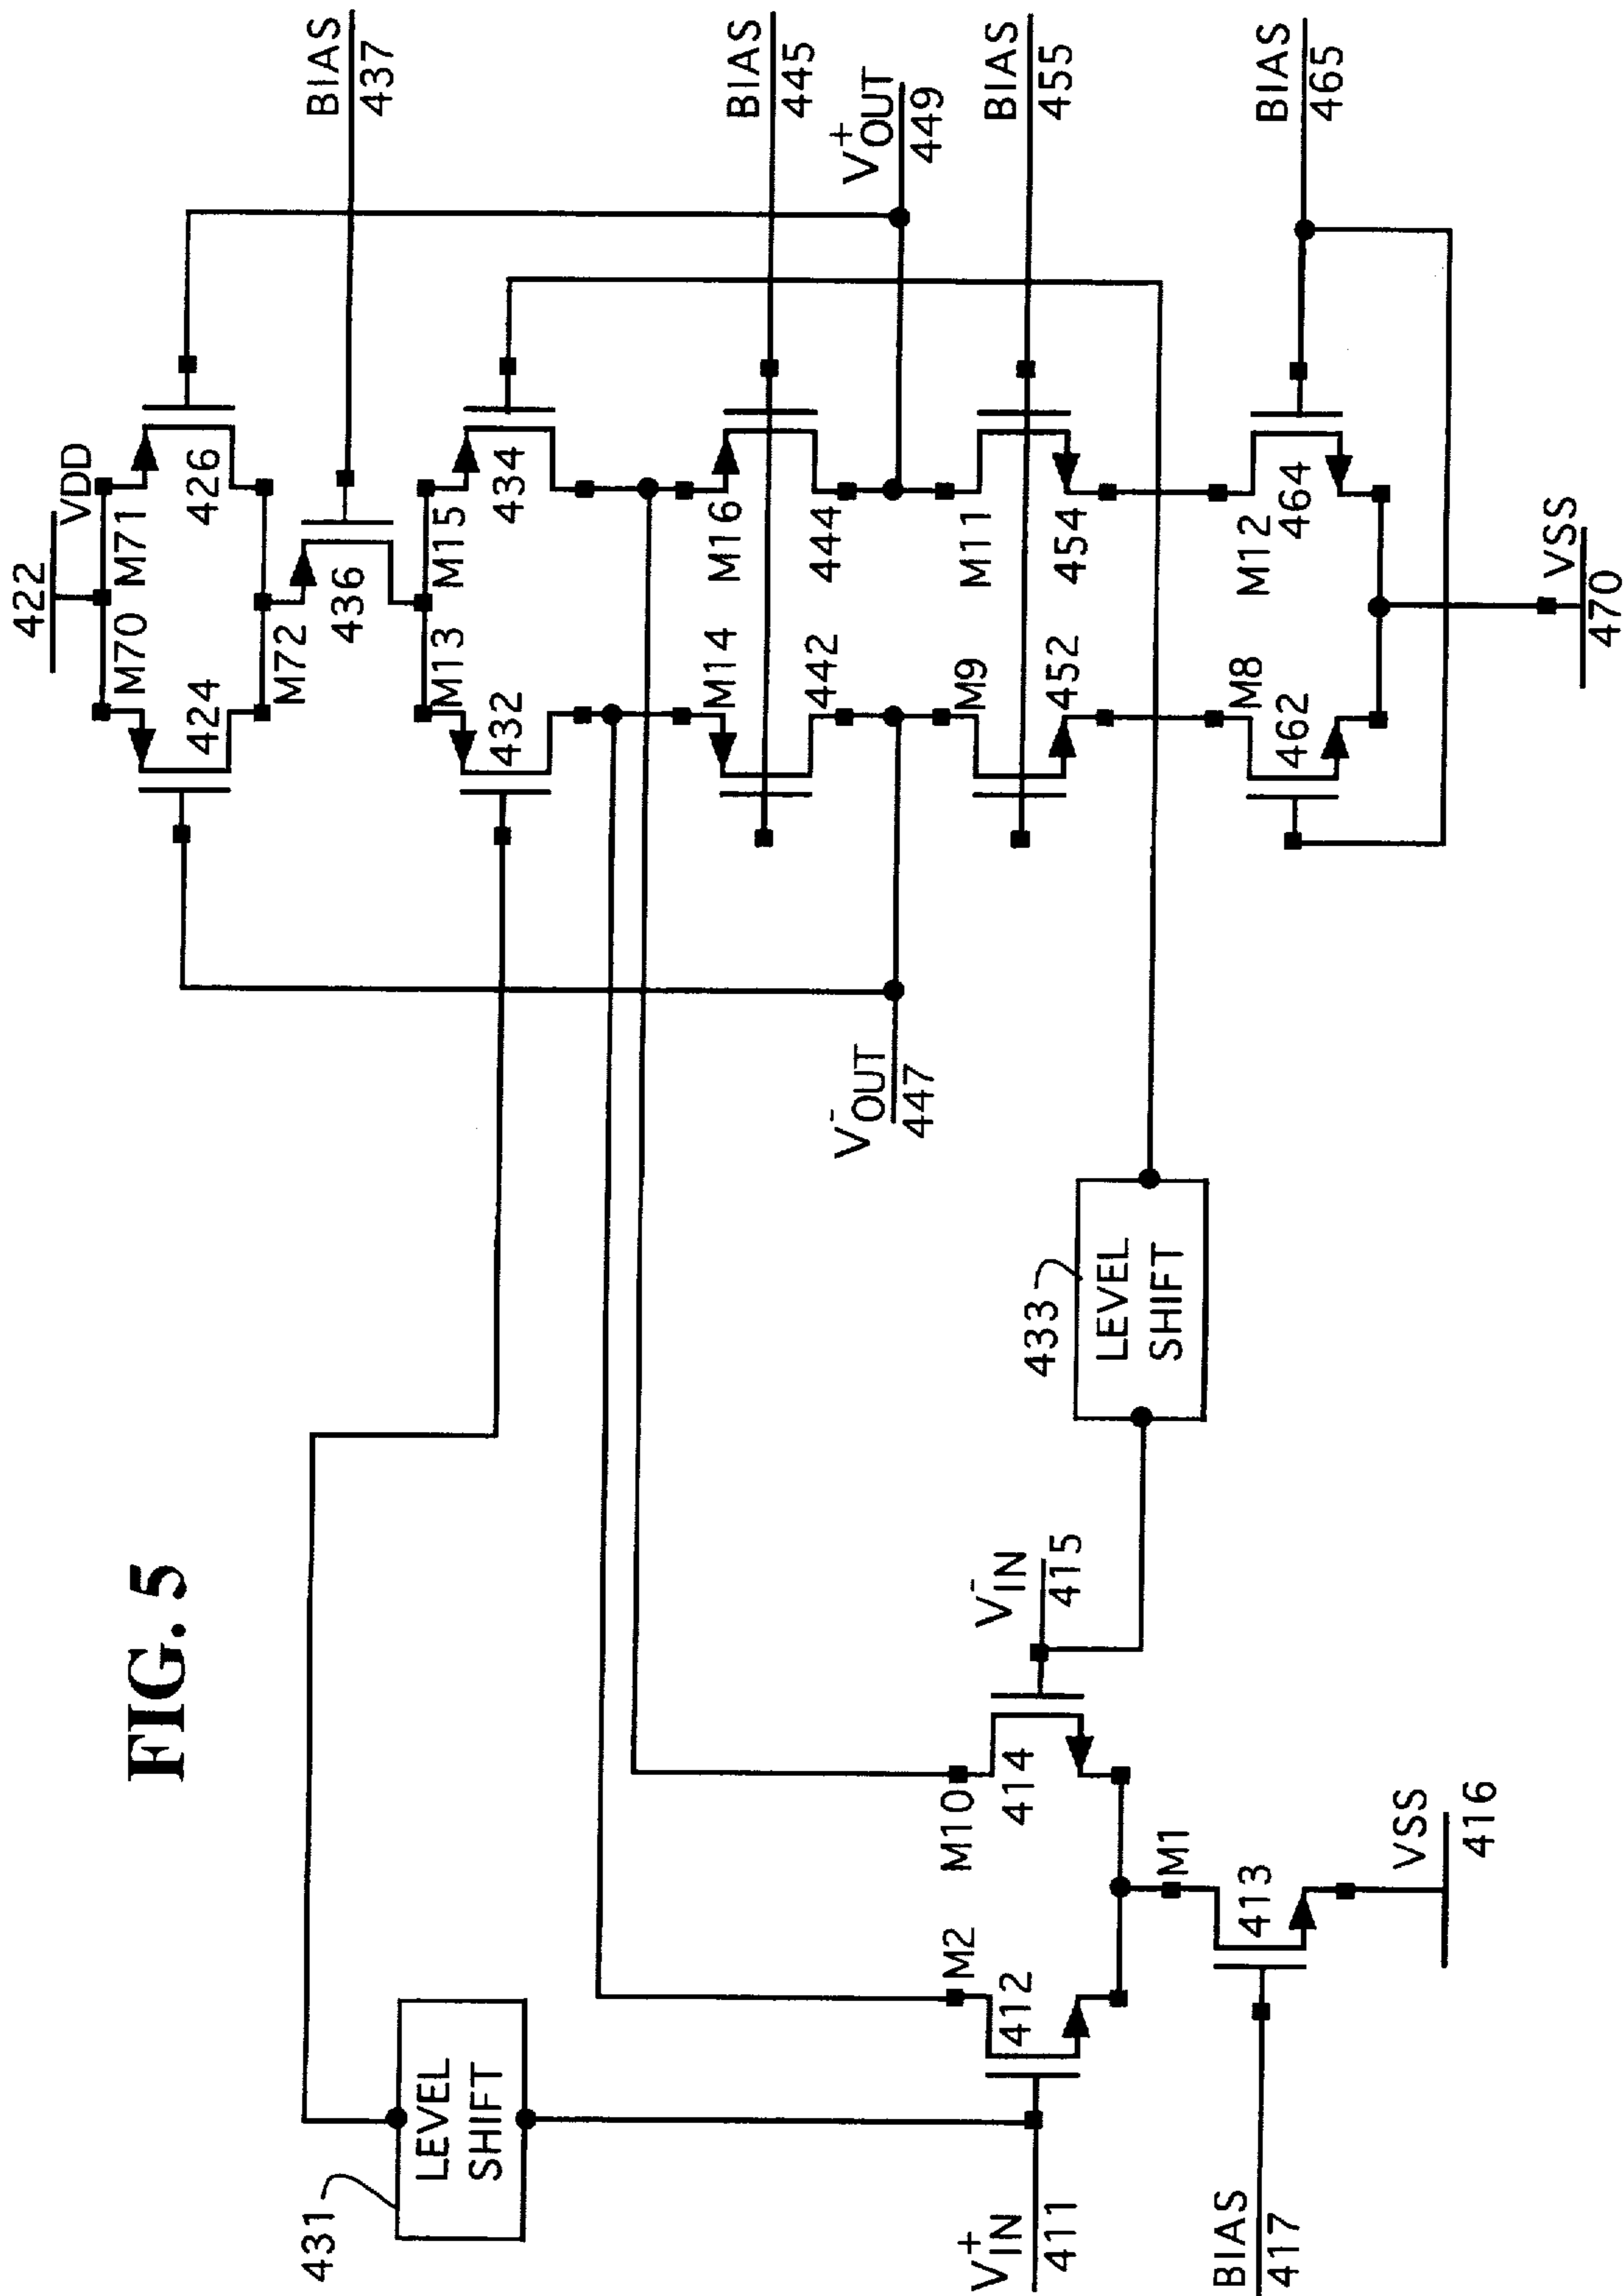 FIG. 5
422
VDD
M70 M71
424
426
BIAS
437
M72
436
M13
M15
432
434
BIAS
445
M14
M16
442
444
V+OUT
449
V-OUT
447
BIAS
455
M9
M11
452
454
BIAS
465
M8
M12
462
464
VSS
470
431
LEVEL
SHIFT
433
LEVEL
SHIFT
V+IN
411
M2
412
M10
414
V-IN
415
M1
413
BIAS
417
VSS
416